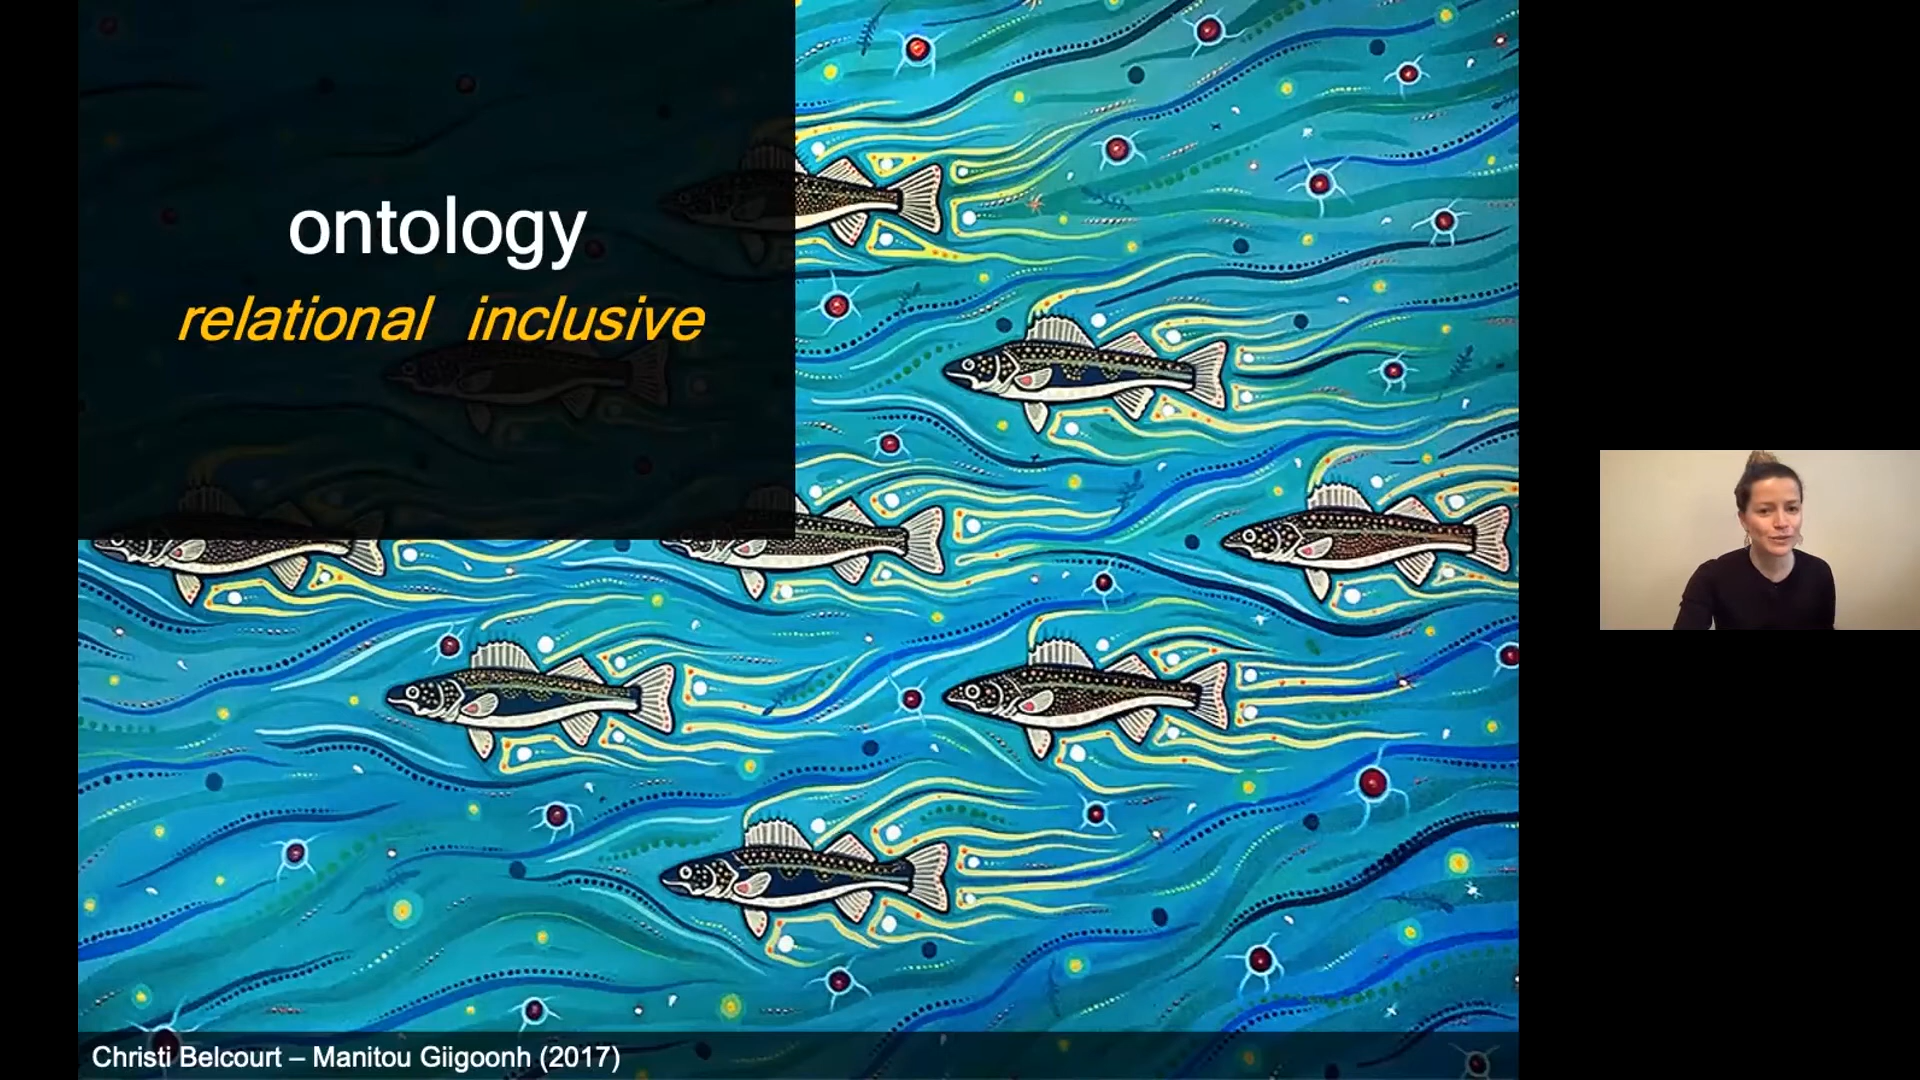 ontology
relational inclusive
Christi Belcourt – Manitou Giigoonh (2017)